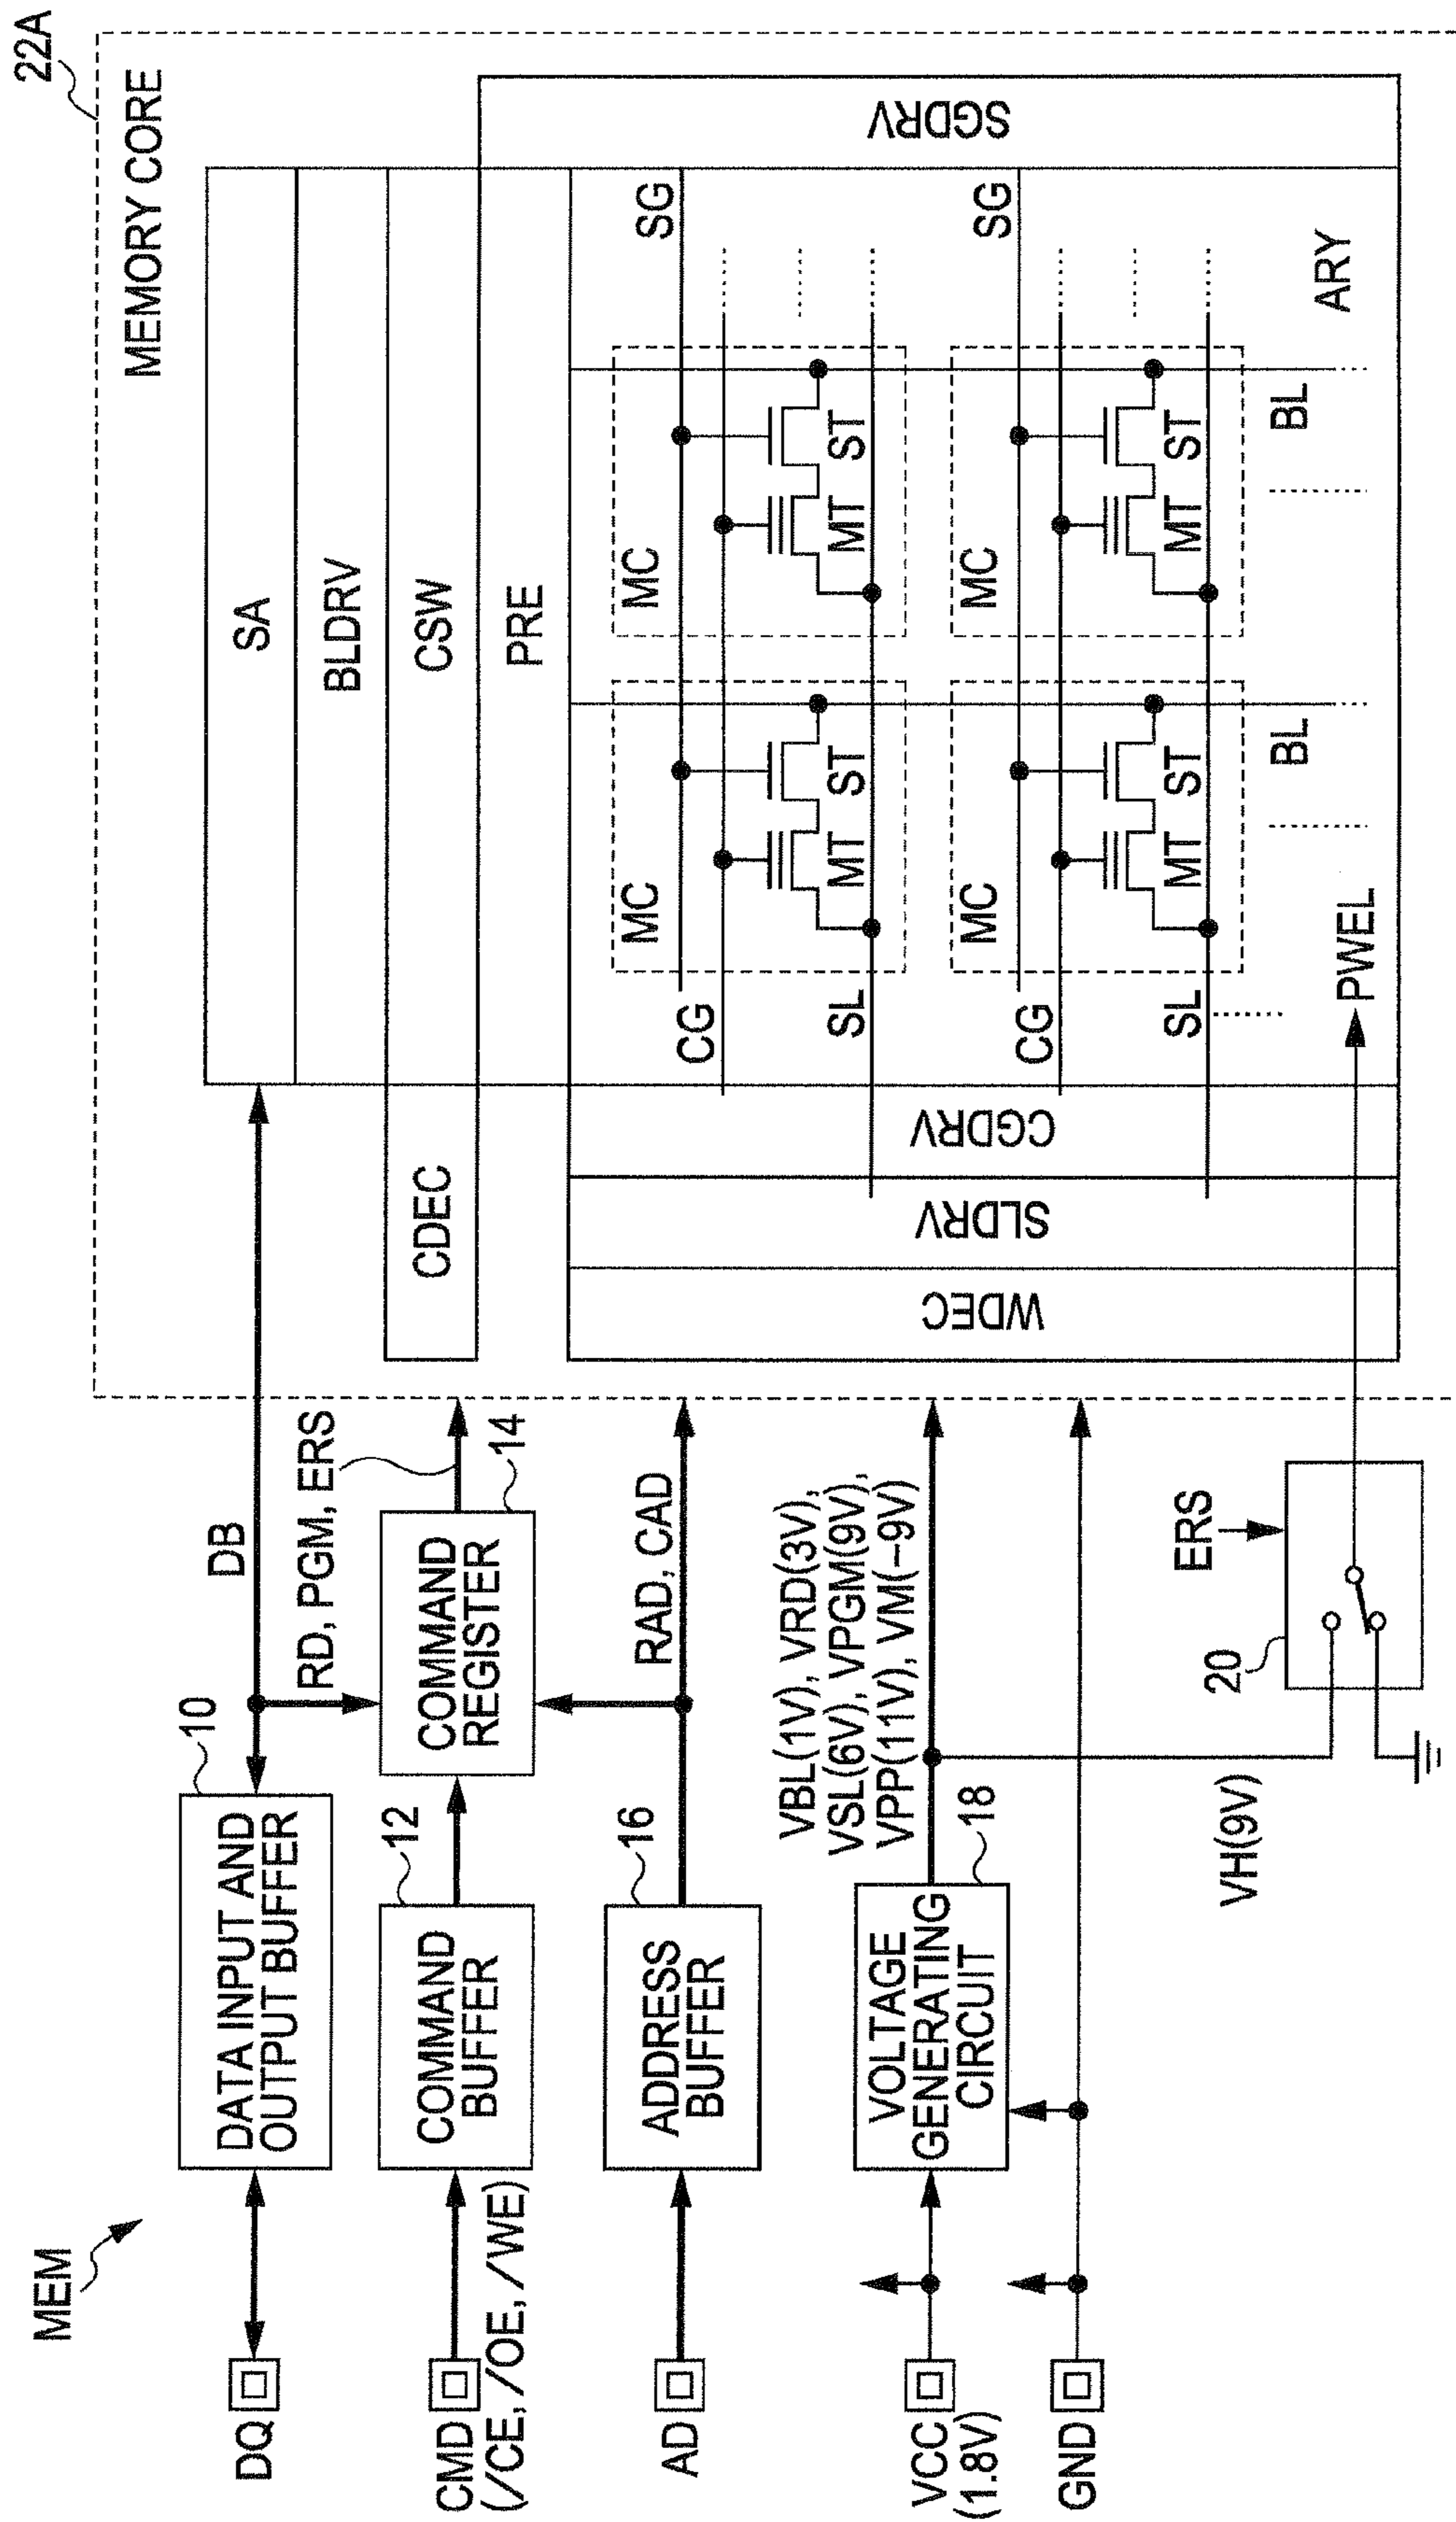 22A
MEMORY CORE
MEM
DQ
10
DATA INPUT AND
OUTPUT BUFFER
DB
SA
BLDRV
CMD
(/CE, /OE, /WE)
12
COMMAND
BUFFER
RD, PGM, ERS
14
COMMAND
REGISTER
CDEC
CSW
PRE
AD
16
ADDRESS
BUFFER
RAD, CAD
VCC
(1.8V)
GND
18
VOLTAGE
GENERATING
CIRCUIT
VBL(1V), VRD(3V),
VSL(6V), VPGM(9V),
VPP(11V), VM(−9V)
VH(9V)
20
ERS
WDEC
SLDRV
CGDRV
SGDRV
MC
MC
SG
CG
MT
ST
MT
ST
SL
MC
MC
SG
CG
MT
ST
MT
ST
SL
BL
BL
ARY
PWEL